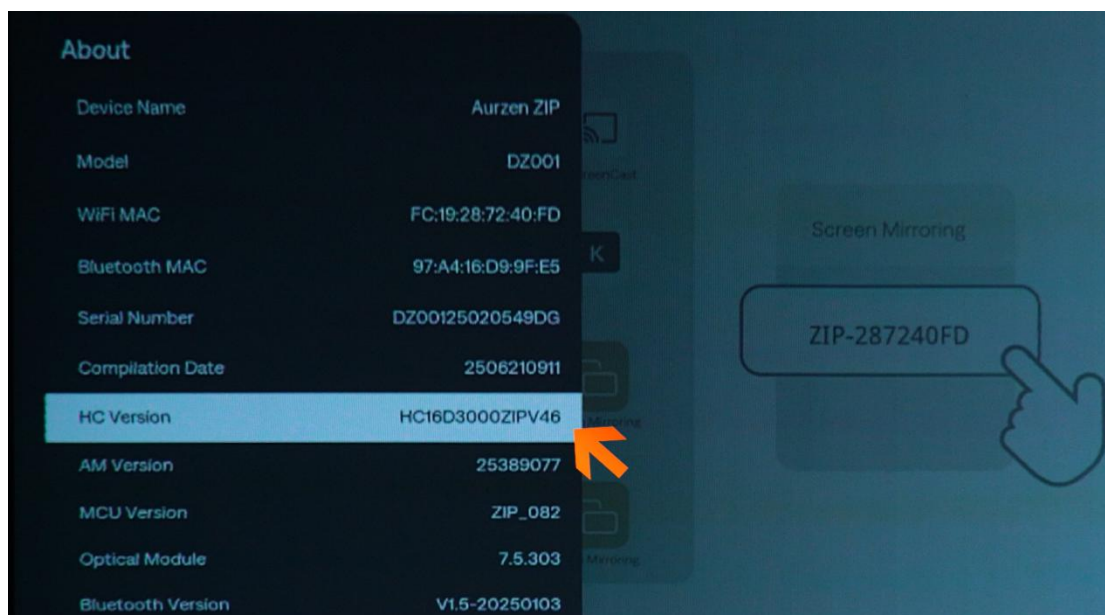 About
Device Name Aurzen ZIP
Model DZ001
WiFi MAC FC:19:28:72:40:FD
Bluetooth MAC 97:A4:16:D9:9F:E5
Serial Number DZ00125020549DG
Compilation Date 2506210911
HC Version HC16D3000ZIPV46
AM Version 25389077
MCU Version ZIP_082
Optical Module 7.5.303
Bluetooth Version V1.5-20250103
K
Mirroring
Mirroring
Screen Mirroring
ZIP-287240FD